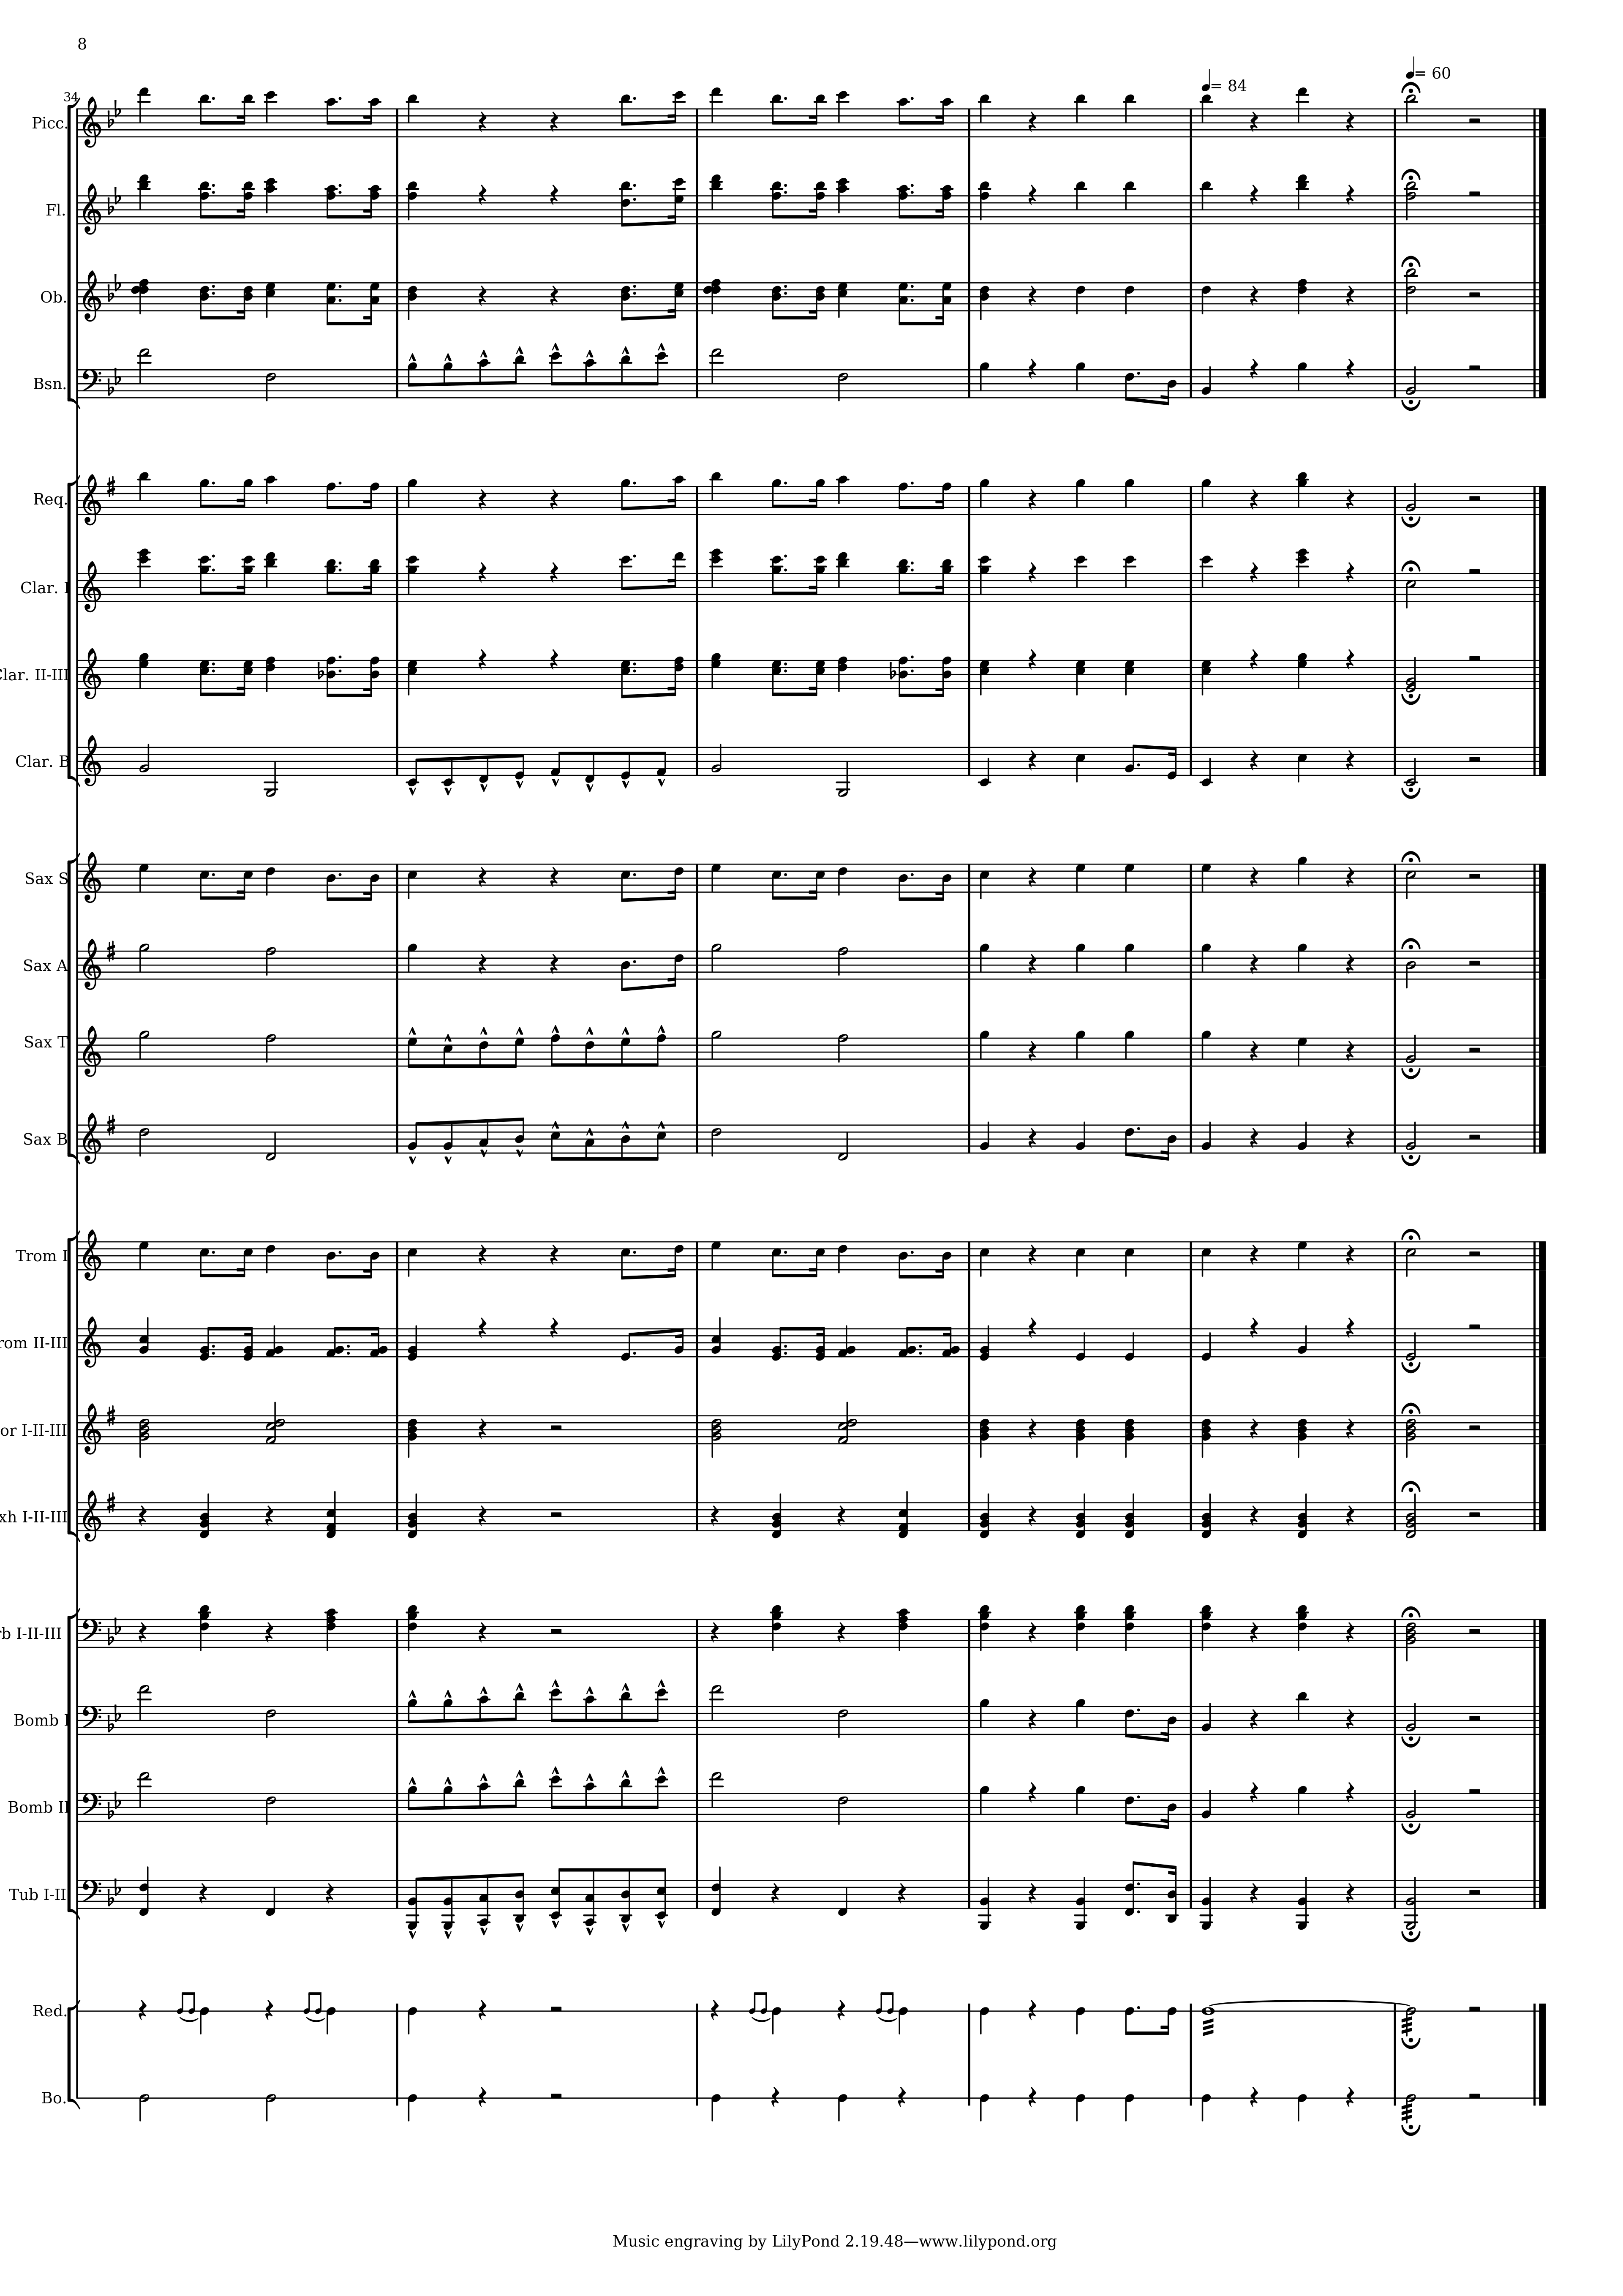 8
= 84
= 60
34
Picc.
Fl.
Ob.
Bsn.
Req.
Clar. I
Clar. II-III
Clar. B
Sax S
Sax A
Sax T
Sax B
Trom I
rom II-III
or I-II-III
xh I-II-III
b I-II-III
Bomb I
Bomb II
Tub I-II
Red.
Bo.
Music engraving by LilyPond 2.19.48—www.lilypond.org